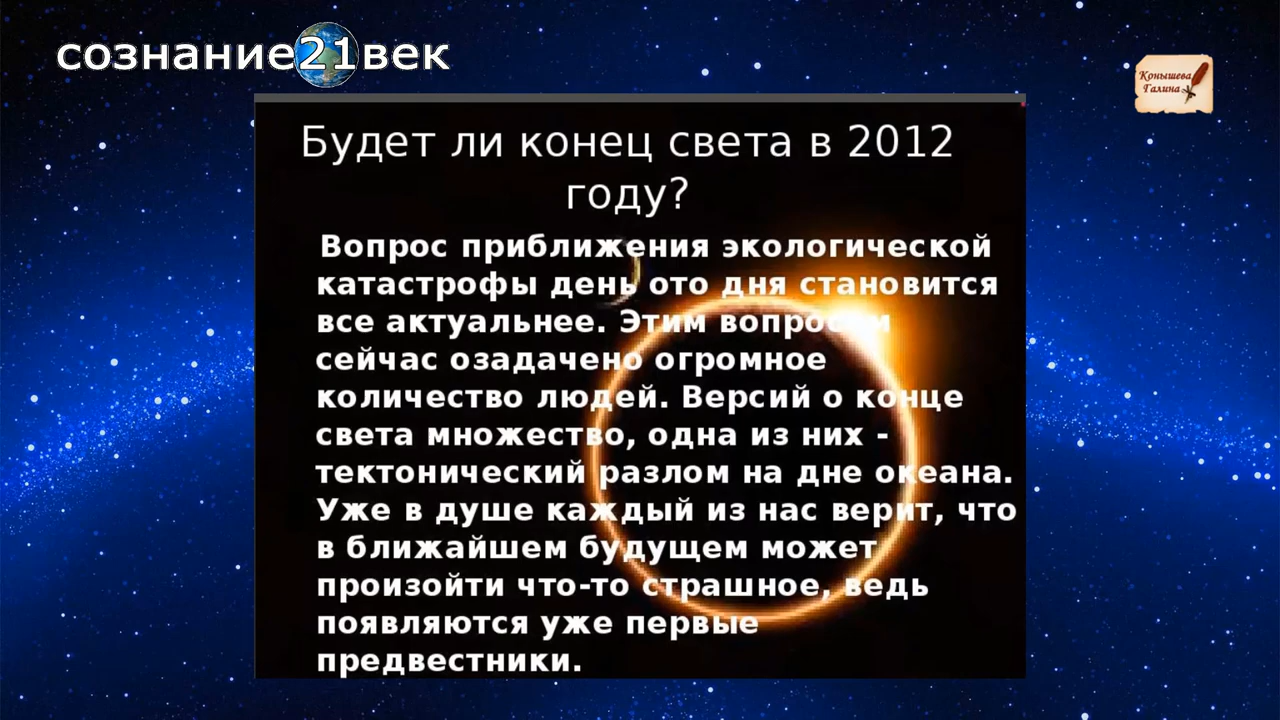 сознание21век
Конышева
Галина
Будет ли конец света в 2012
году?
Вопрос приближения экологической
катастрофы день ото дня становится
все актуальнее. Этим вопросом
сейчас озадачено огромное
количество людей. Версий о конце
света множество, одна из них -
тектонический разлом на дне океана.
Уже в душе каждый из нас верит, что
в ближайшем будущем может
произойти что-то страшное, ведь
появляются уже первые
предвестники.